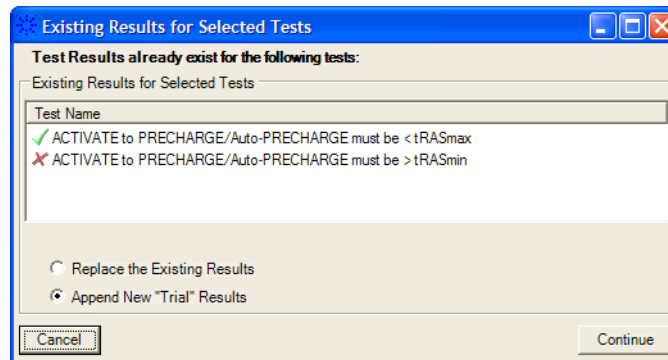 Existing Results for Selected Tests
Test Results already exist for the following tests:
Existing Results for Selected Tests
Test Name
ACTIVATE to PRECHARGE/Auto-PRECHARGE must be < tRASmax
ACTIVATE to PRECHARGE/Auto-PRECHARGE must be > tRASmin
Replace the Existing Results
Append New "Trial" Results
Cancel
Continue